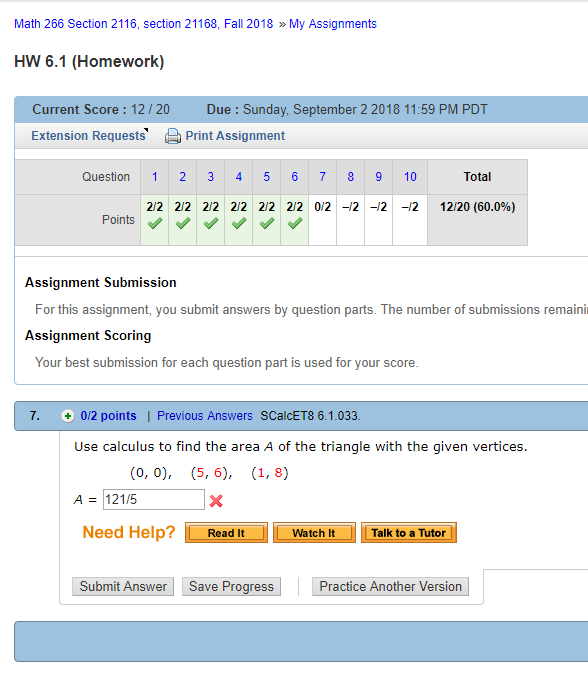 Math 266 Section 2116, section 21168, Fall 2018 » My Assignments
HW 6.1 (Homework)
Current Score : 12 / 20 Due : Sunday, September 2 2018 11:59 PM PDT
Extension Requests Print Assignment
Question 1 2 3 4 5 6 7 8 9 10 Total
Points 2/2 2/2 2/2 2/2 2/2 2/2 0/2 –/2 –/2 –/2 12/20 (60.0%)
Assignment Submission
For this assignment, you submit answers by question parts. The number of submissions remaini
Assignment Scoring
Your best submission for each question part is used for your score.
7. 0/2 points | Previous Answers SCalcET8 6.1.033.
Use calculus to find the area A of the triangle with the given vertices.
(0, 0), (5, 6), (1, 8)
A = 121/5
Need Help? Read It Watch It Talk to a Tutor
Submit Answer Save Progress Practice Another Version